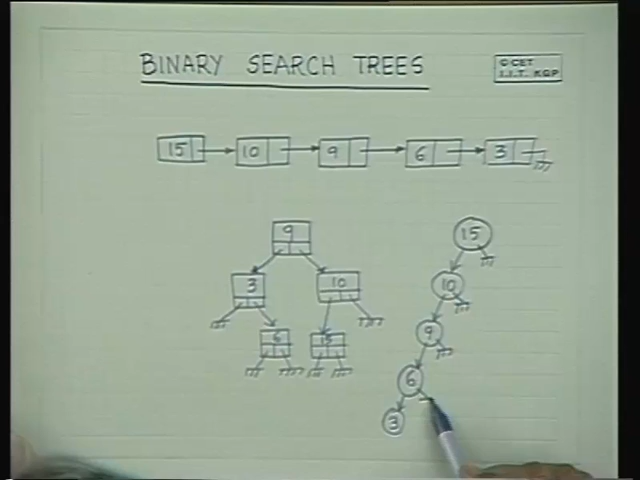 BINARY SEARCH TREES
© CET
I.I.T. KGP
15 10 9 6 3
9
15
3 10
10
9
6 15
6
3